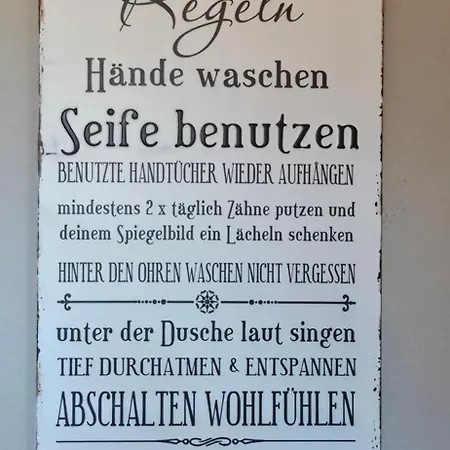 Regeln
Hände waschen
Seife benutzen
BENUTZTE HANDTÜCHER WIEDER AUFHÄNGEN
mindestens 2 x täglich Zähne putzen und
deinem Spiegelbild ein Lächeln schenken
HINTER DEN OHREN WASCHEN NICHT VERGESSEN
unter der Dusche laut singen
TIEF DURCHATMEN & ENTSPANNEN
ABSCHALTEN WOHLFÜHLEN